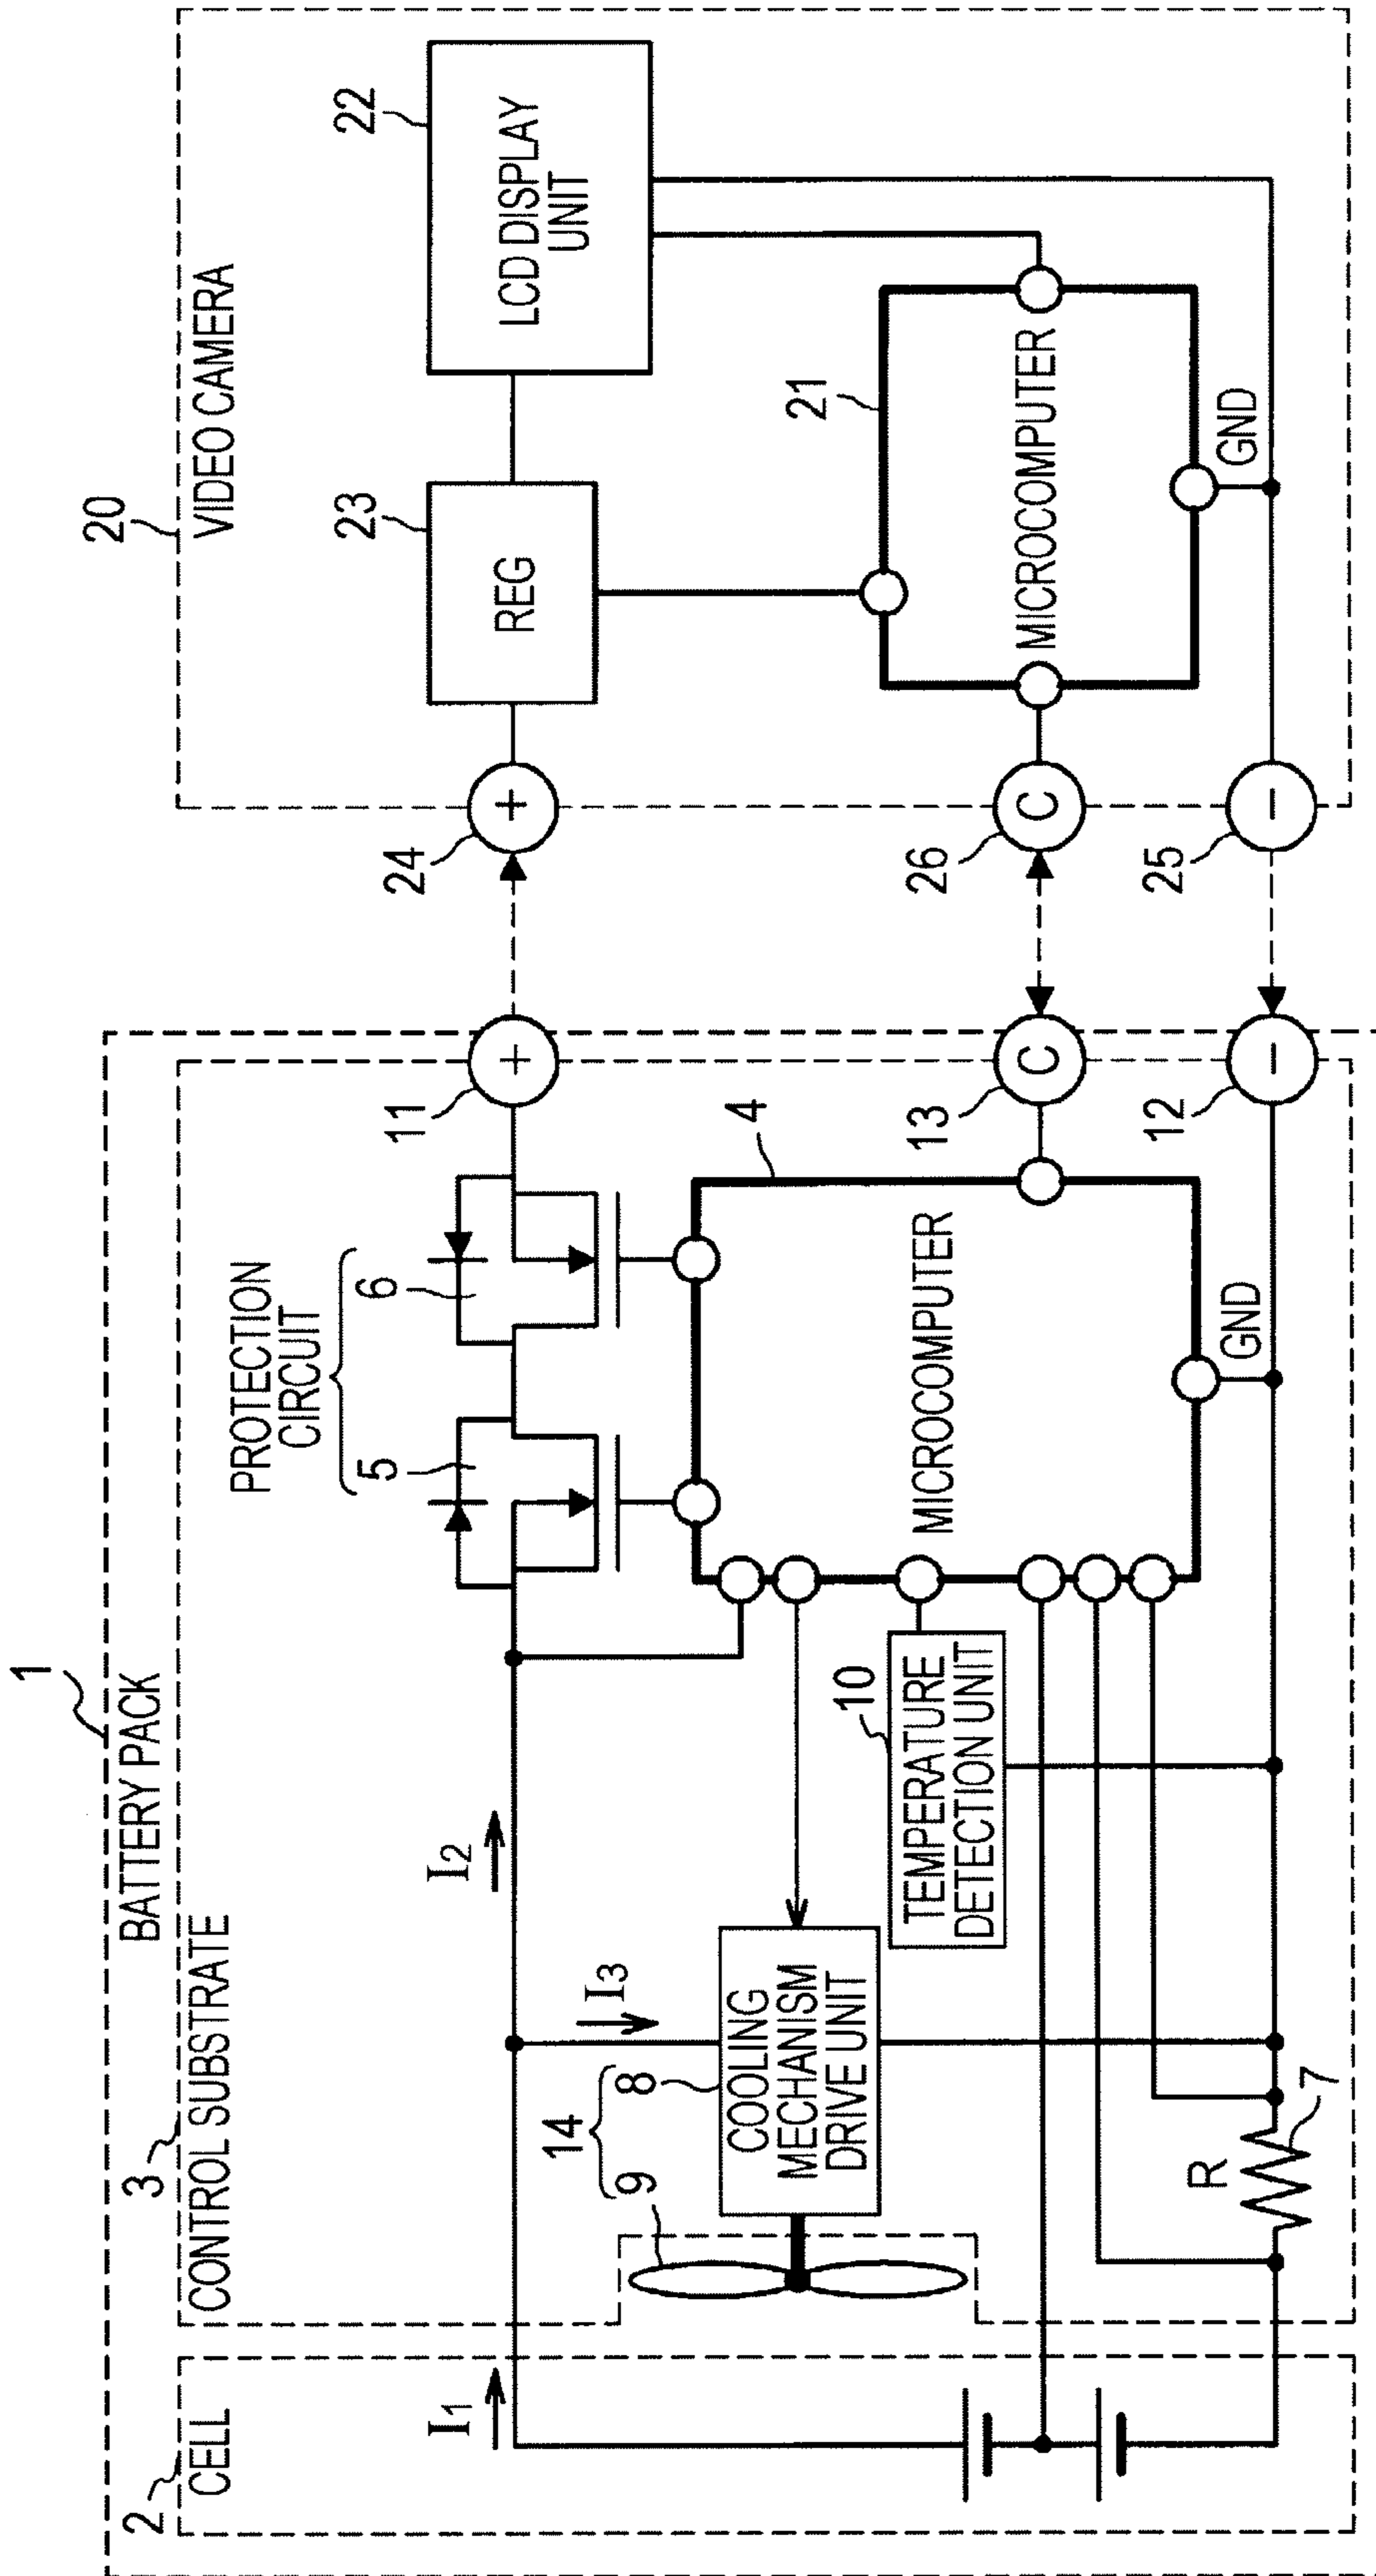 1
BATTERY PACK
2
CELL
3
CONTROL SUBSTRATE
I1
I2
I3
PROTECTION
CIRCUIT
5
6
14
9
8
COOLING
MECHANISM
DRIVE UNIT
10
TEMPERATURE
DETECTION UNIT
4
MICROCOMPUTER
GND
R
7
11
+
13
C
12
−
20
VIDEO CAMERA
24
+
26
C
25
−
23
REG
22
LCD DISPLAY
UNIT
21
MICROCOMPUTER
GND